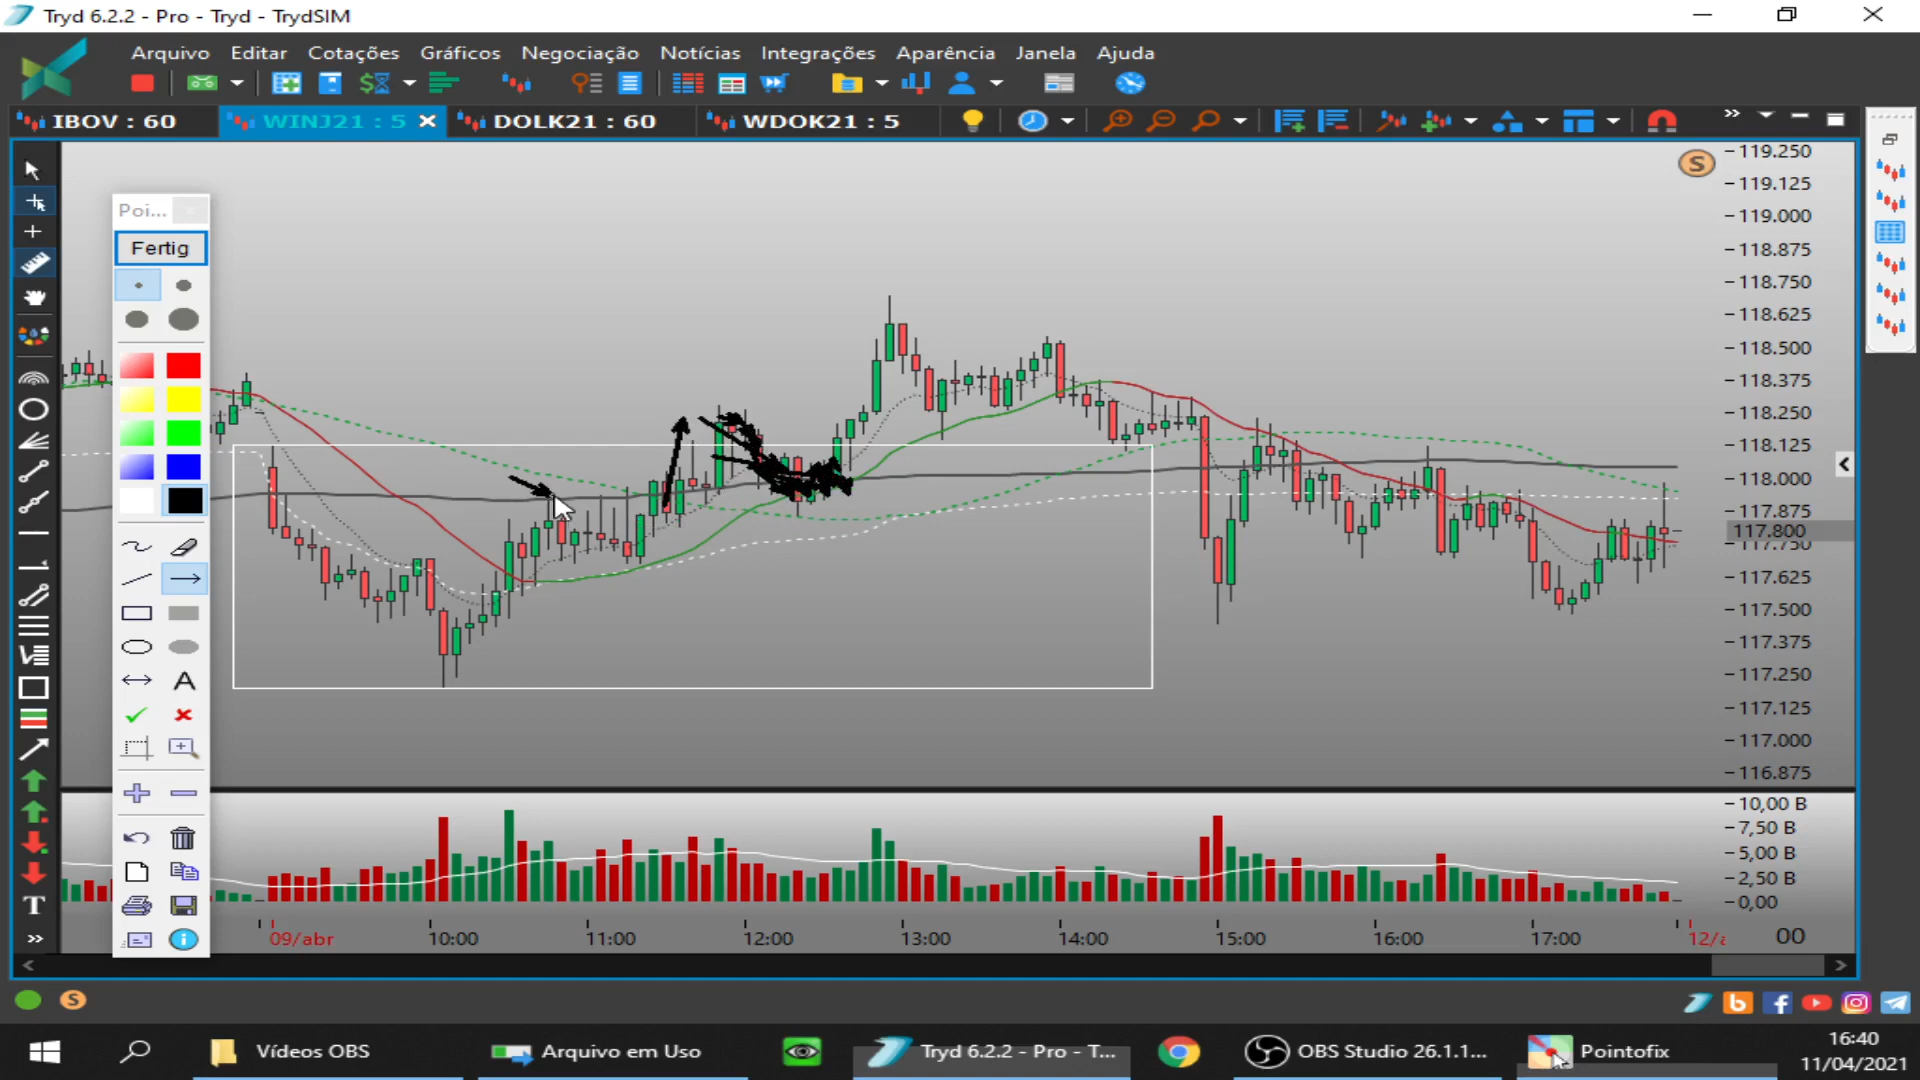 Tryd 6.2.2 - Pro - Tryd - TrydSIM
Arquivo Editar Cotações Gráficos Negociação Notícias Integrações Aparência Janela Ajuda
IBOV : 60 WINJ21 : 5 DOLK21 : 60 WDOK21 : 5
S
119.250
119.125
119.000
118.875
118.750
118.625
118.500
118.375
118.250
118.125
118.000
117.875
117.800
117.750
117.625
117.500
117.375
117.250
117.125
117.000
116.875
Poi...
Fertig
A
T
10,00 B
7,50 B
5,00 B
2,50 B
0,00
09/abr 10:00 11:00 12:00 13:00 14:00 15:00 16:00 17:00 12/a 00
S
Vídeos OBS
Arquivo em Uso
Tryd 6.2.2 - Pro - T...
OBS Studio 26.1.1...
Pointofix
16:40
11/04/2021